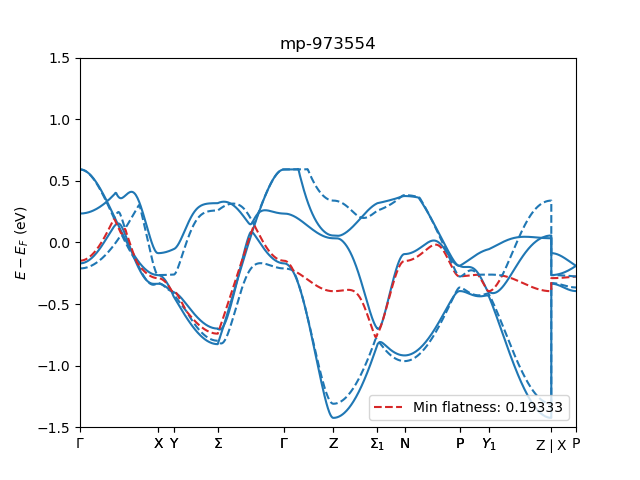 mp-973554
E − E_F (eV)
1.5
1.0
0.5
0.0
−0.5
−1.0
−1.5
Min flatness: 0.19333
Γ X Y Σ Γ Z Σ₁ N P Y₁ Z | X P